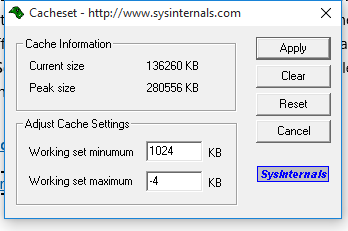 Cacheset - http://www.sysinternals.com
Cache Information
Current size 136260 KB
Peak size 280556 KB
Adjust Cache Settings
Working set minumum 1024 KB
Working set maximum -4 KB
Apply
Clear
Reset
Cancel
SysInternals